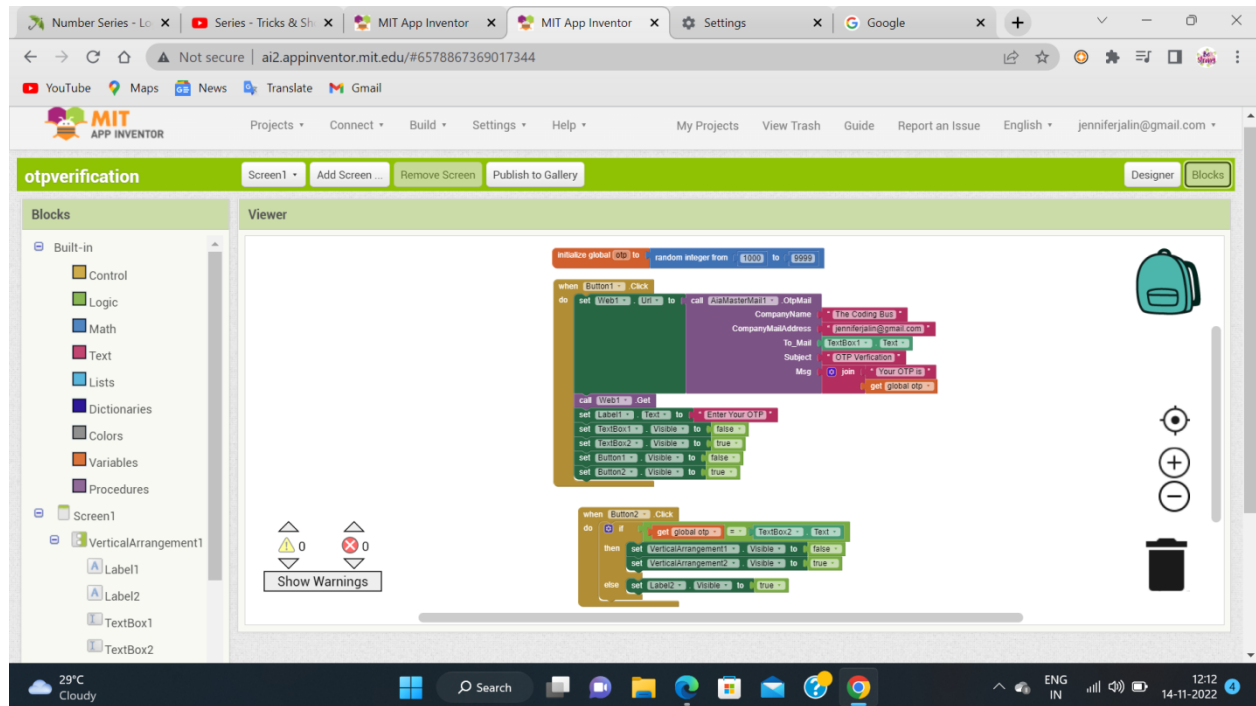 Number Series - Lo
Series - Tricks & Sh
MIT App Inventor
MIT App Inventor
Settings
Google
Not secure | ai2.appinventor.mit.edu/#6578867369017344
YouTube Maps News Translate Gmail
MIT
APP INVENTOR
Projects Connect Build Settings Help My Projects View Trash Guide Report an Issue English jenniferjalin@gmail.com
otpverification Screen1 Add Screen ... Remove Screen Publish to Gallery Designer Blocks
Blocks Viewer
Built-in
Control
Logic
Math
Text
Lists
Dictionaries
Colors
Variables
Procedures
Screen1
VerticalArrangement1
Label1
Label2
TextBox1
TextBox2
initialize global otp to random integer from 1000 to 9999
when Button1 .Click
do set Web1 . Url to call AiaMasterMail1 .OtpMail
CompanyName " The Coding Bus "
CompanyMailAddress " jenniferjalin@gmail.com "
To_Mail TextBox1 . Text
Subject " OTP Verfication "
Msg join " Your OTP is "
get global otp
call Web1 .Get
set Label1 . Text to " Enter Your OTP "
set TextBox1 . Visible to false
set TextBox2 . Visible to true
set Button1 . Visible to false
set Button2 . Visible to true
when Button2 .Click
do if get global otp = TextBox2 . Text
then set VerticalArrangement1 . Visible to false
set VerticalArrangement2 . Visible to true
else set Label2 . Visible to true
0 0
Show Warnings
29°C
Cloudy
Search
ENG
IN
12:12
14-11-2022
4